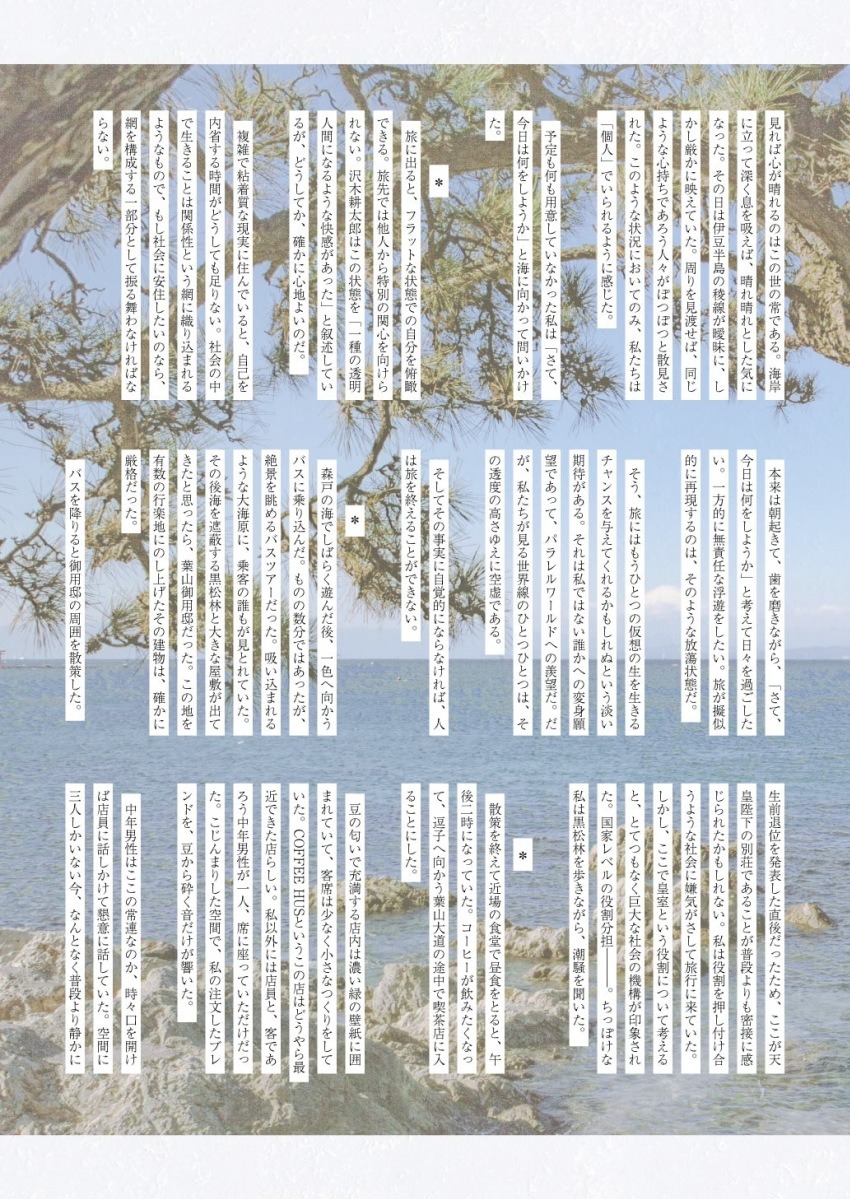 見れば心が晴れるのはこの世の常である。海岸
に立って深く息を吸えば、晴れ晴れとした気に
なった。その日は伊豆半島の稜線が曖昧に、し
かし厳かに映えていた。周りを見渡せば、同じ
ような心持ちであろう人々がぽつぽつと散見さ
れた。このような状況においてのみ、私たちは
「個人」でいられるように感じた。
予定も何も用意していなかった私は「さて、
今日は何をしようか」と海に向かって問いかけ
た。
＊
旅に出ると、フラットな状態での自分を俯瞰
できる。旅先では他人から特別の関心を向けら
れない。沢木耕太郎はこの状態を「一種の透明
人間になるような快感があった」と叙述してい
るが、どうしてか、確かに心地よいのだ。
複雑で粘着質な現実に住んでいると、自己を
内省する時間がどうしても足りない。社会の中
で生きることは関係性という網に織り込まれる
ようなもので、もし社会に安住したいのなら、
網を構成する一部分として振る舞わなければな
らない。
本来は朝起きて、歯を磨きながら、「さて、
今日は何をしようか」と考えて日々を過ごした
い。一方的に無責任な浮遊をしたい。旅が擬似
的に再現するのは、そのような放蕩状態だ。
そう、旅にはもうひとつの仮想の生を生きる
チャンスを与えてくれるかもしれぬという淡い
期待がある。それは私ではない誰かへの変身願
望であって、パラレルワールドへの羨望だ。だ
が、私たちが見る世界線のひとつひとつは、そ
の透度の高さゆえに空虚である。
そしてその事実に自覚的にならなければ、人
は旅を終えることができない。
＊
森戸の海でしばらく遊んだ後、一色へ向かう
バスに乗り込んだ。ものの数分ではあったが、
絶景を眺めるバスツアーだった。吸い込まれる
ような大海原に、乗客の誰もが見とれていた。
その後海を遮蔽する黒松林と大きな屋敷が出て
きたと思ったら、葉山御用邸だった。この地を
有数の行楽地にのし上げたその建物は、確かに
厳格だった。
バスを降りると御用邸の周囲を散策した。
生前退位を発表した直後だったため、ここが天
皇陛下の別荘であることが普段よりも密接に感
じられたかもしれない。私は役割を押し付け合
うような社会に嫌気がさして旅行に来ていた。
しかし、ここで皇室という役割について考える
と、とてつもなく巨大な社会の機構が印象され
た。国家レベルの役割分担――。ちっぽけな
私は黒松林を歩きながら、潮騒を聞いた。
＊
散策を終えて近場の食堂で昼食をとると、午
後二時になっていた。コーヒーが飲みたくなっ
て、逗子へ向かう葉山大道の途中で喫茶店に入
ることにした。
豆の匂いで充満する店内は濃い緑の壁紙に囲
まれていて、客席は少なく小さなつくりをして
いた。COFFEE HUSというこの店はどうやら最
近できた店らしい。私以外には店員と、客であ
ろう中年男性が一人、席に座っていただけだっ
た。こじんまりした空間で、私の注文したブレ
ンドを、豆から砕く音だけが響いた。
中年男性はここの常連なのか、時々口を開け
ば店員に話しかけて懇意に話していた。空間に
三人しかいない今、なんとなく普段より静かに